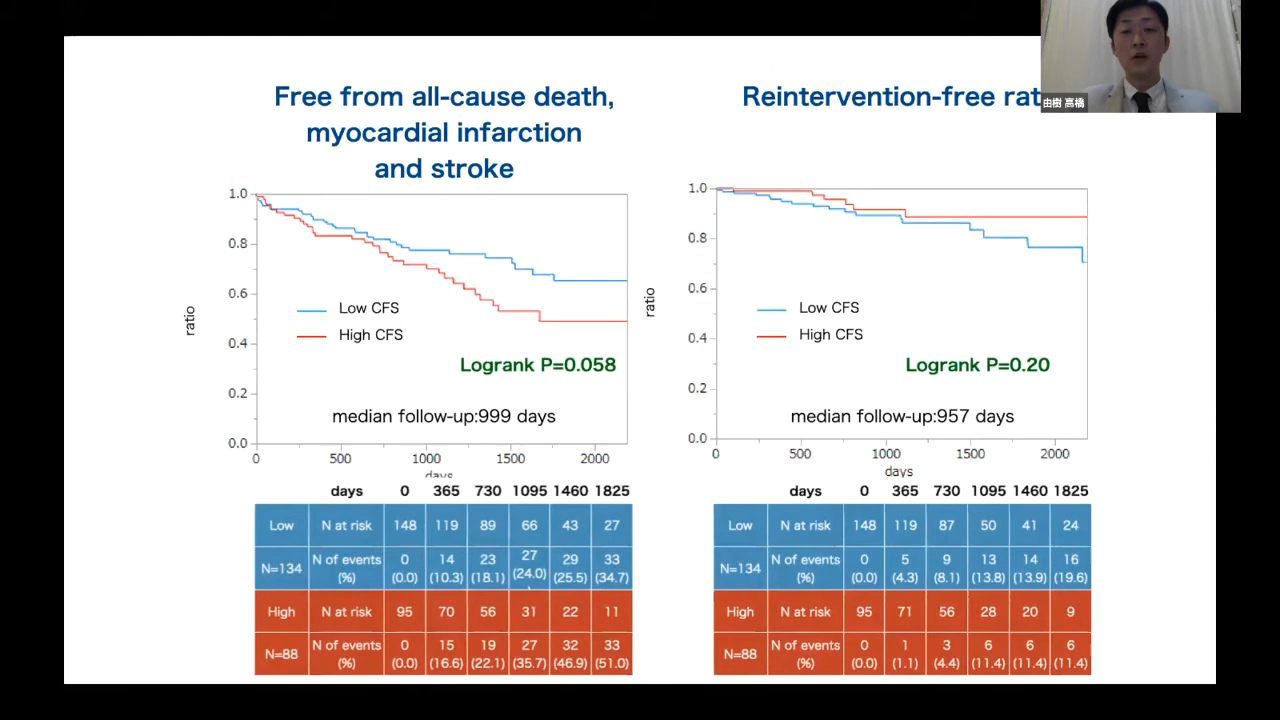 Free from all-cause death,
myocardial infarction
and stroke
1.0
0.8
0.6
0.4
0.2
0.0
ratio
Low CFS
High CFS
Logrank P=0.058
median follow-up:999 days
0 500 1000 1500 2000
days
days 0 365 730 1095 1460 1825
Low N at risk 148 119 89 66 43 27
N=134 N of events (%) 0 (0.0) 14 (10.3) 23 (18.1) 27 (24.0) 29 (25.5) 33 (34.7)
High N at risk 95 70 56 31 22 11
N=88 N of events (%) 0 (0.0) 15 (16.6) 19 (22.1) 27 (35.7) 32 (46.9) 33 (51.0)
Reintervention-free rat
由樹 高橋
1.0
0.8
0.6
0.4
0.2
0.0
ratio
Low CFS
High CFS
Logrank P=0.20
median follow-up:957 days
0 500 1000 1500 2000
days
days 0 365 730 1095 1460 1825
Low N at risk 148 119 87 50 41 24
N=134 N of events (%) 0 (0.0) 5 (4.3) 9 (8.1) 13 (13.8) 14 (13.9) 16 (19.6)
High N at risk 95 71 56 28 20 9
N=88 N of events (%) 0 (0.0) 1 (1.1) 3 (4.4) 6 (11.4) 6 (11.4) 6 (11.4)